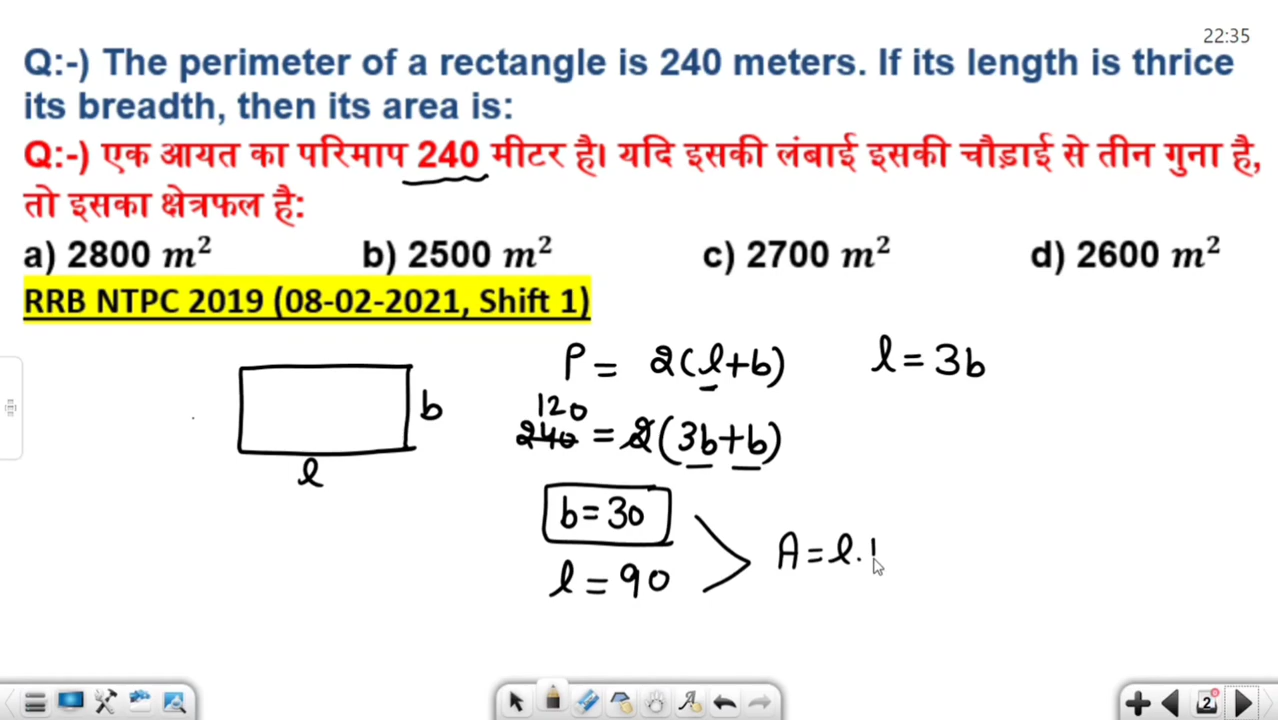 22:35
Q:-) The perimeter of a rectangle is 240 meters. If its length is thrice
its breadth, then its area is:
Q:-) एक आयत का परिमाप 240 मीटर है। यदि इसकी लंबाई इसकी चौड़ाई से तीन गुना है,
तो इसका क्षेत्रफल है:
a) 2800 m² b) 2500 m² c) 2700 m² d) 2600 m²
RRB NTPC 2019 (08-02-2021, Shift 1)
P = 2(l+b) l = 3b
120
240 = 2(3b+b)
b
l
b = 30
A = l.
l = 90
2